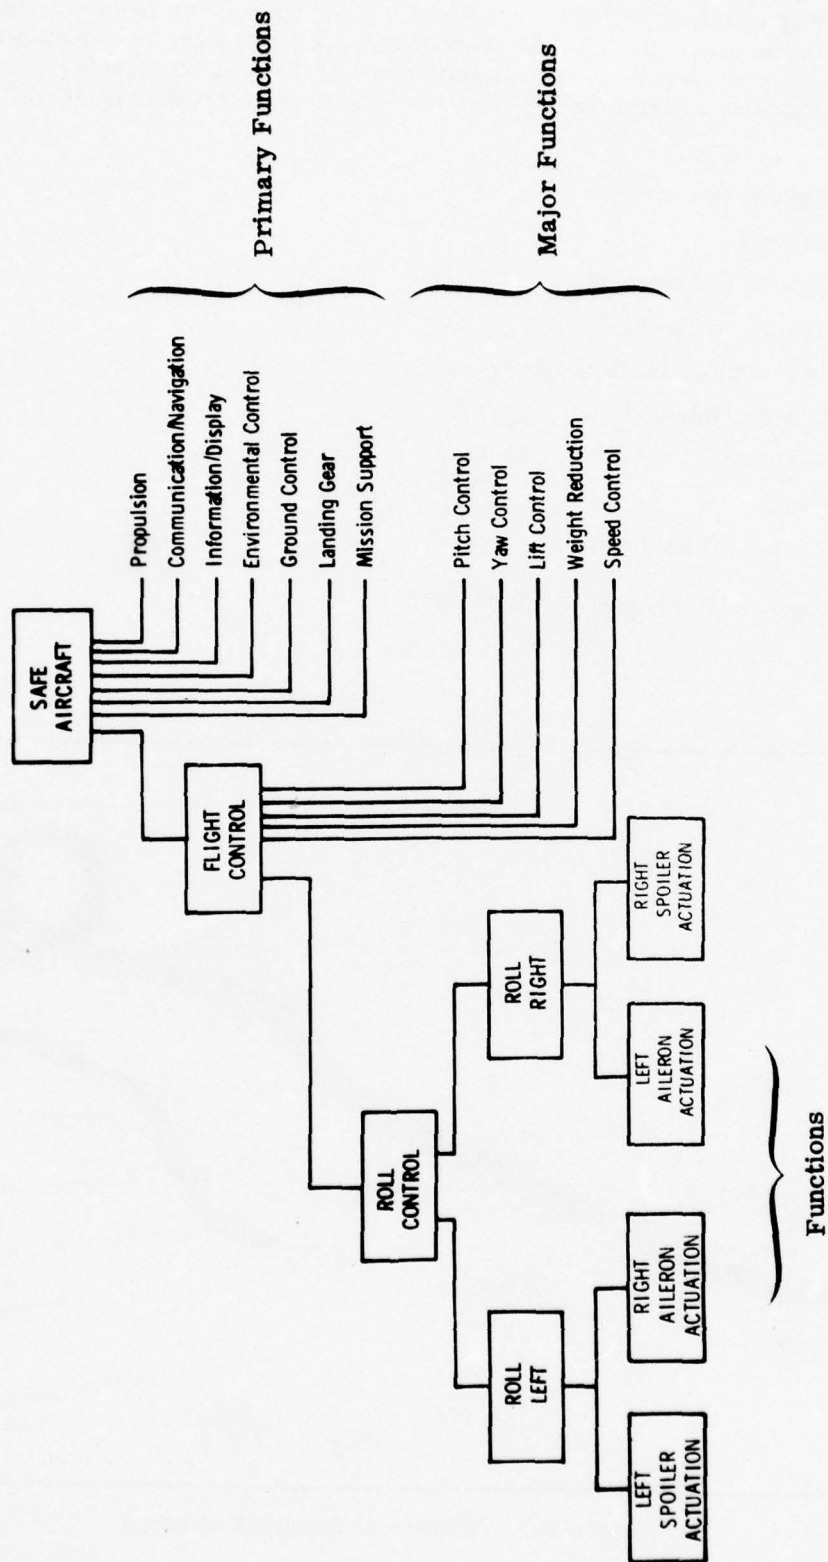 SAFE
AIRCRAFT
Propulsion
Communication/Navigation
Information/Display
Environmental Control
Ground Control
Landing Gear
Mission Support
Primary Functions
FLIGHT
CONTROL
Pitch Control
Yaw Control
Lift Control
Weight Reduction
Speed Control
Major Functions
ROLL
CONTROL
ROLL
LEFT
ROLL
RIGHT
LEFT
SPOILER
ACTUATION
RIGHT
AILERON
ACTUATION
LEFT
AILERON
ACTUATION
RIGHT
SPOILER
ACTUATION
Functions